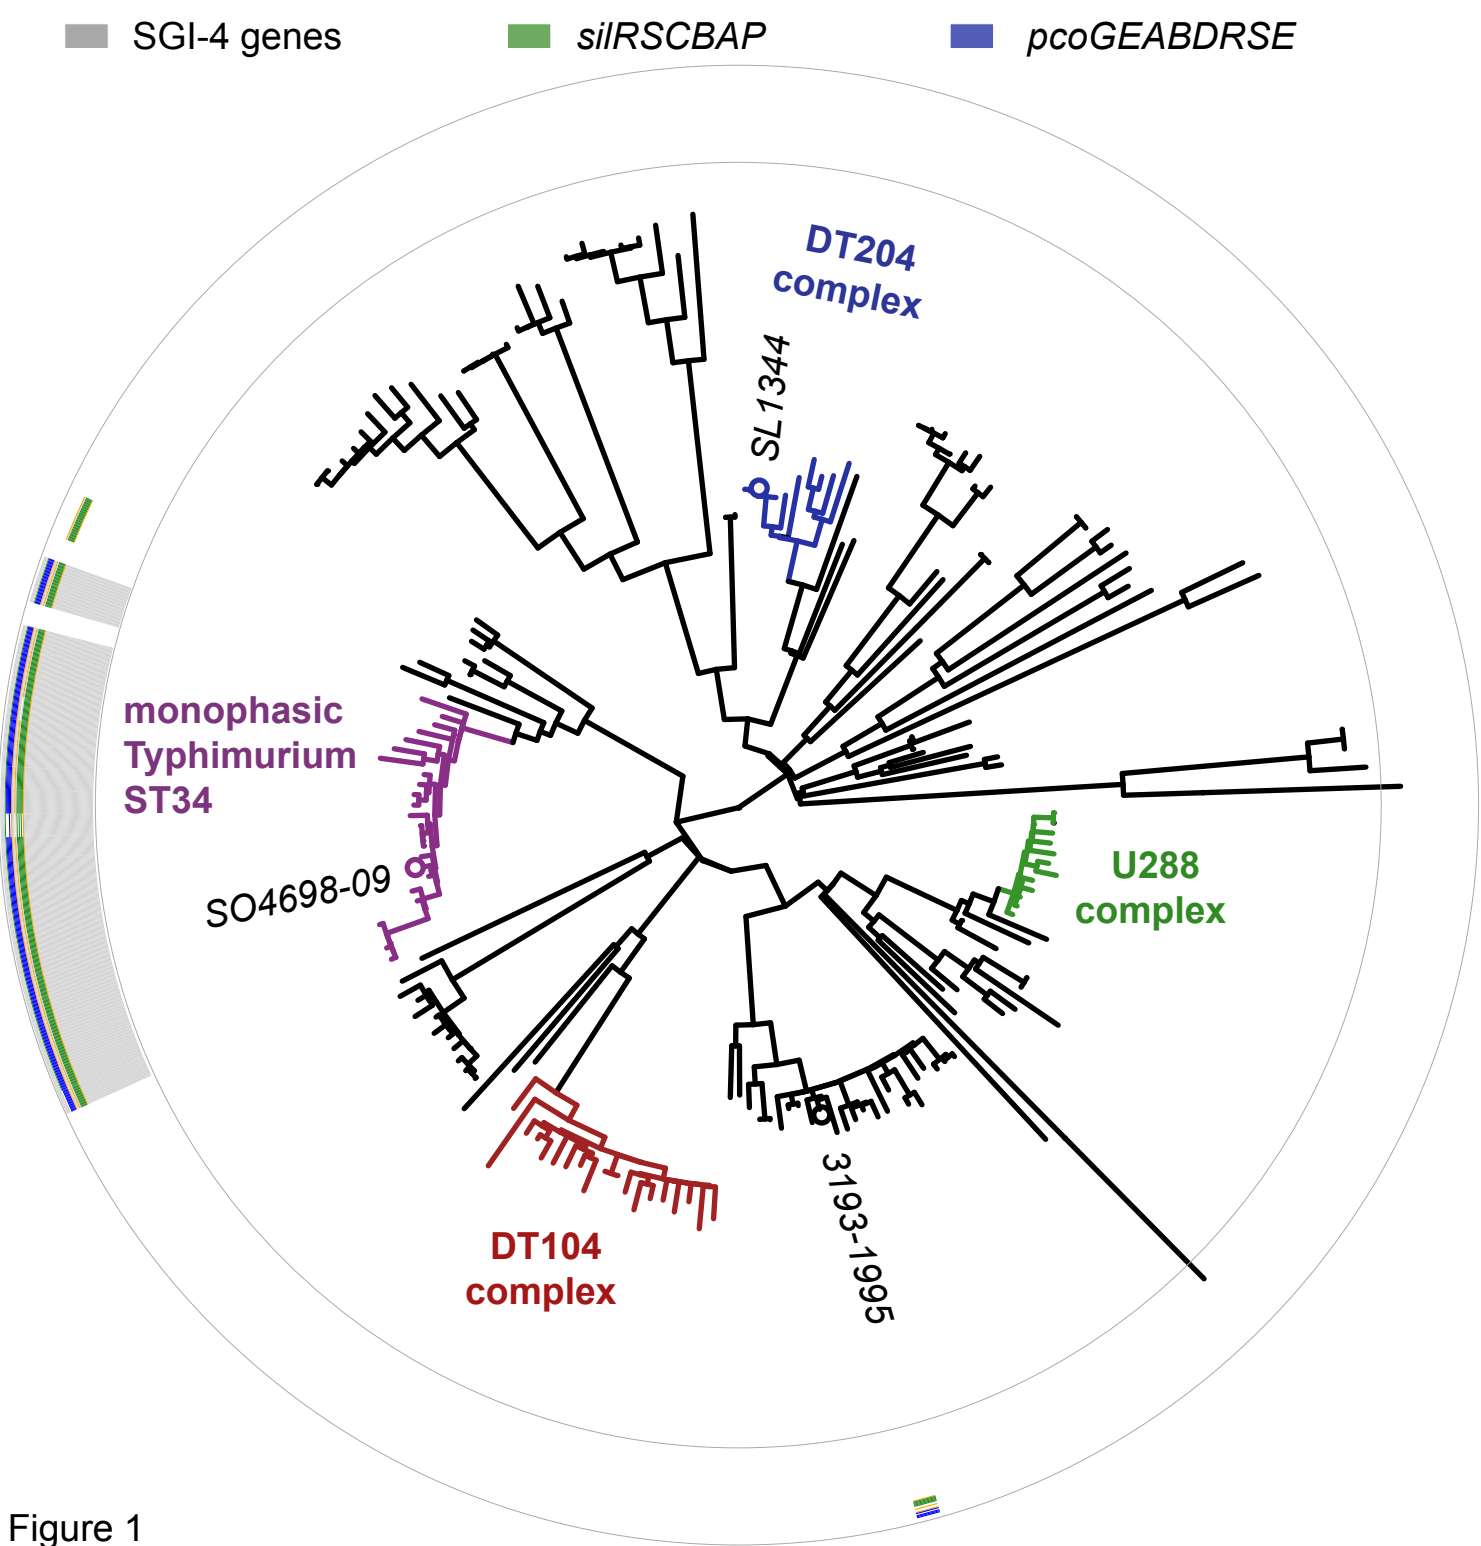 SGI-4 genes
silRSCBAP
pcoGEABDRSE
DT204
complex
SL1344
monophasic
Typhimurium
ST34
SO4698-09
U288
complex
3193-1995
DT104
complex
Figure 1